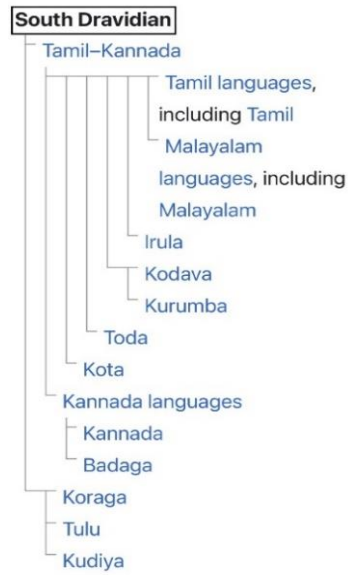 South Dravidian
Tamil–Kannada
Tamil languages,
including Tamil
Malayalam
languages, including
Malayalam
Irula
Kodava
Kurumba
Toda
Kota
Kannada languages
Kannada
Badaga
Koraga
Tulu
Kudiya